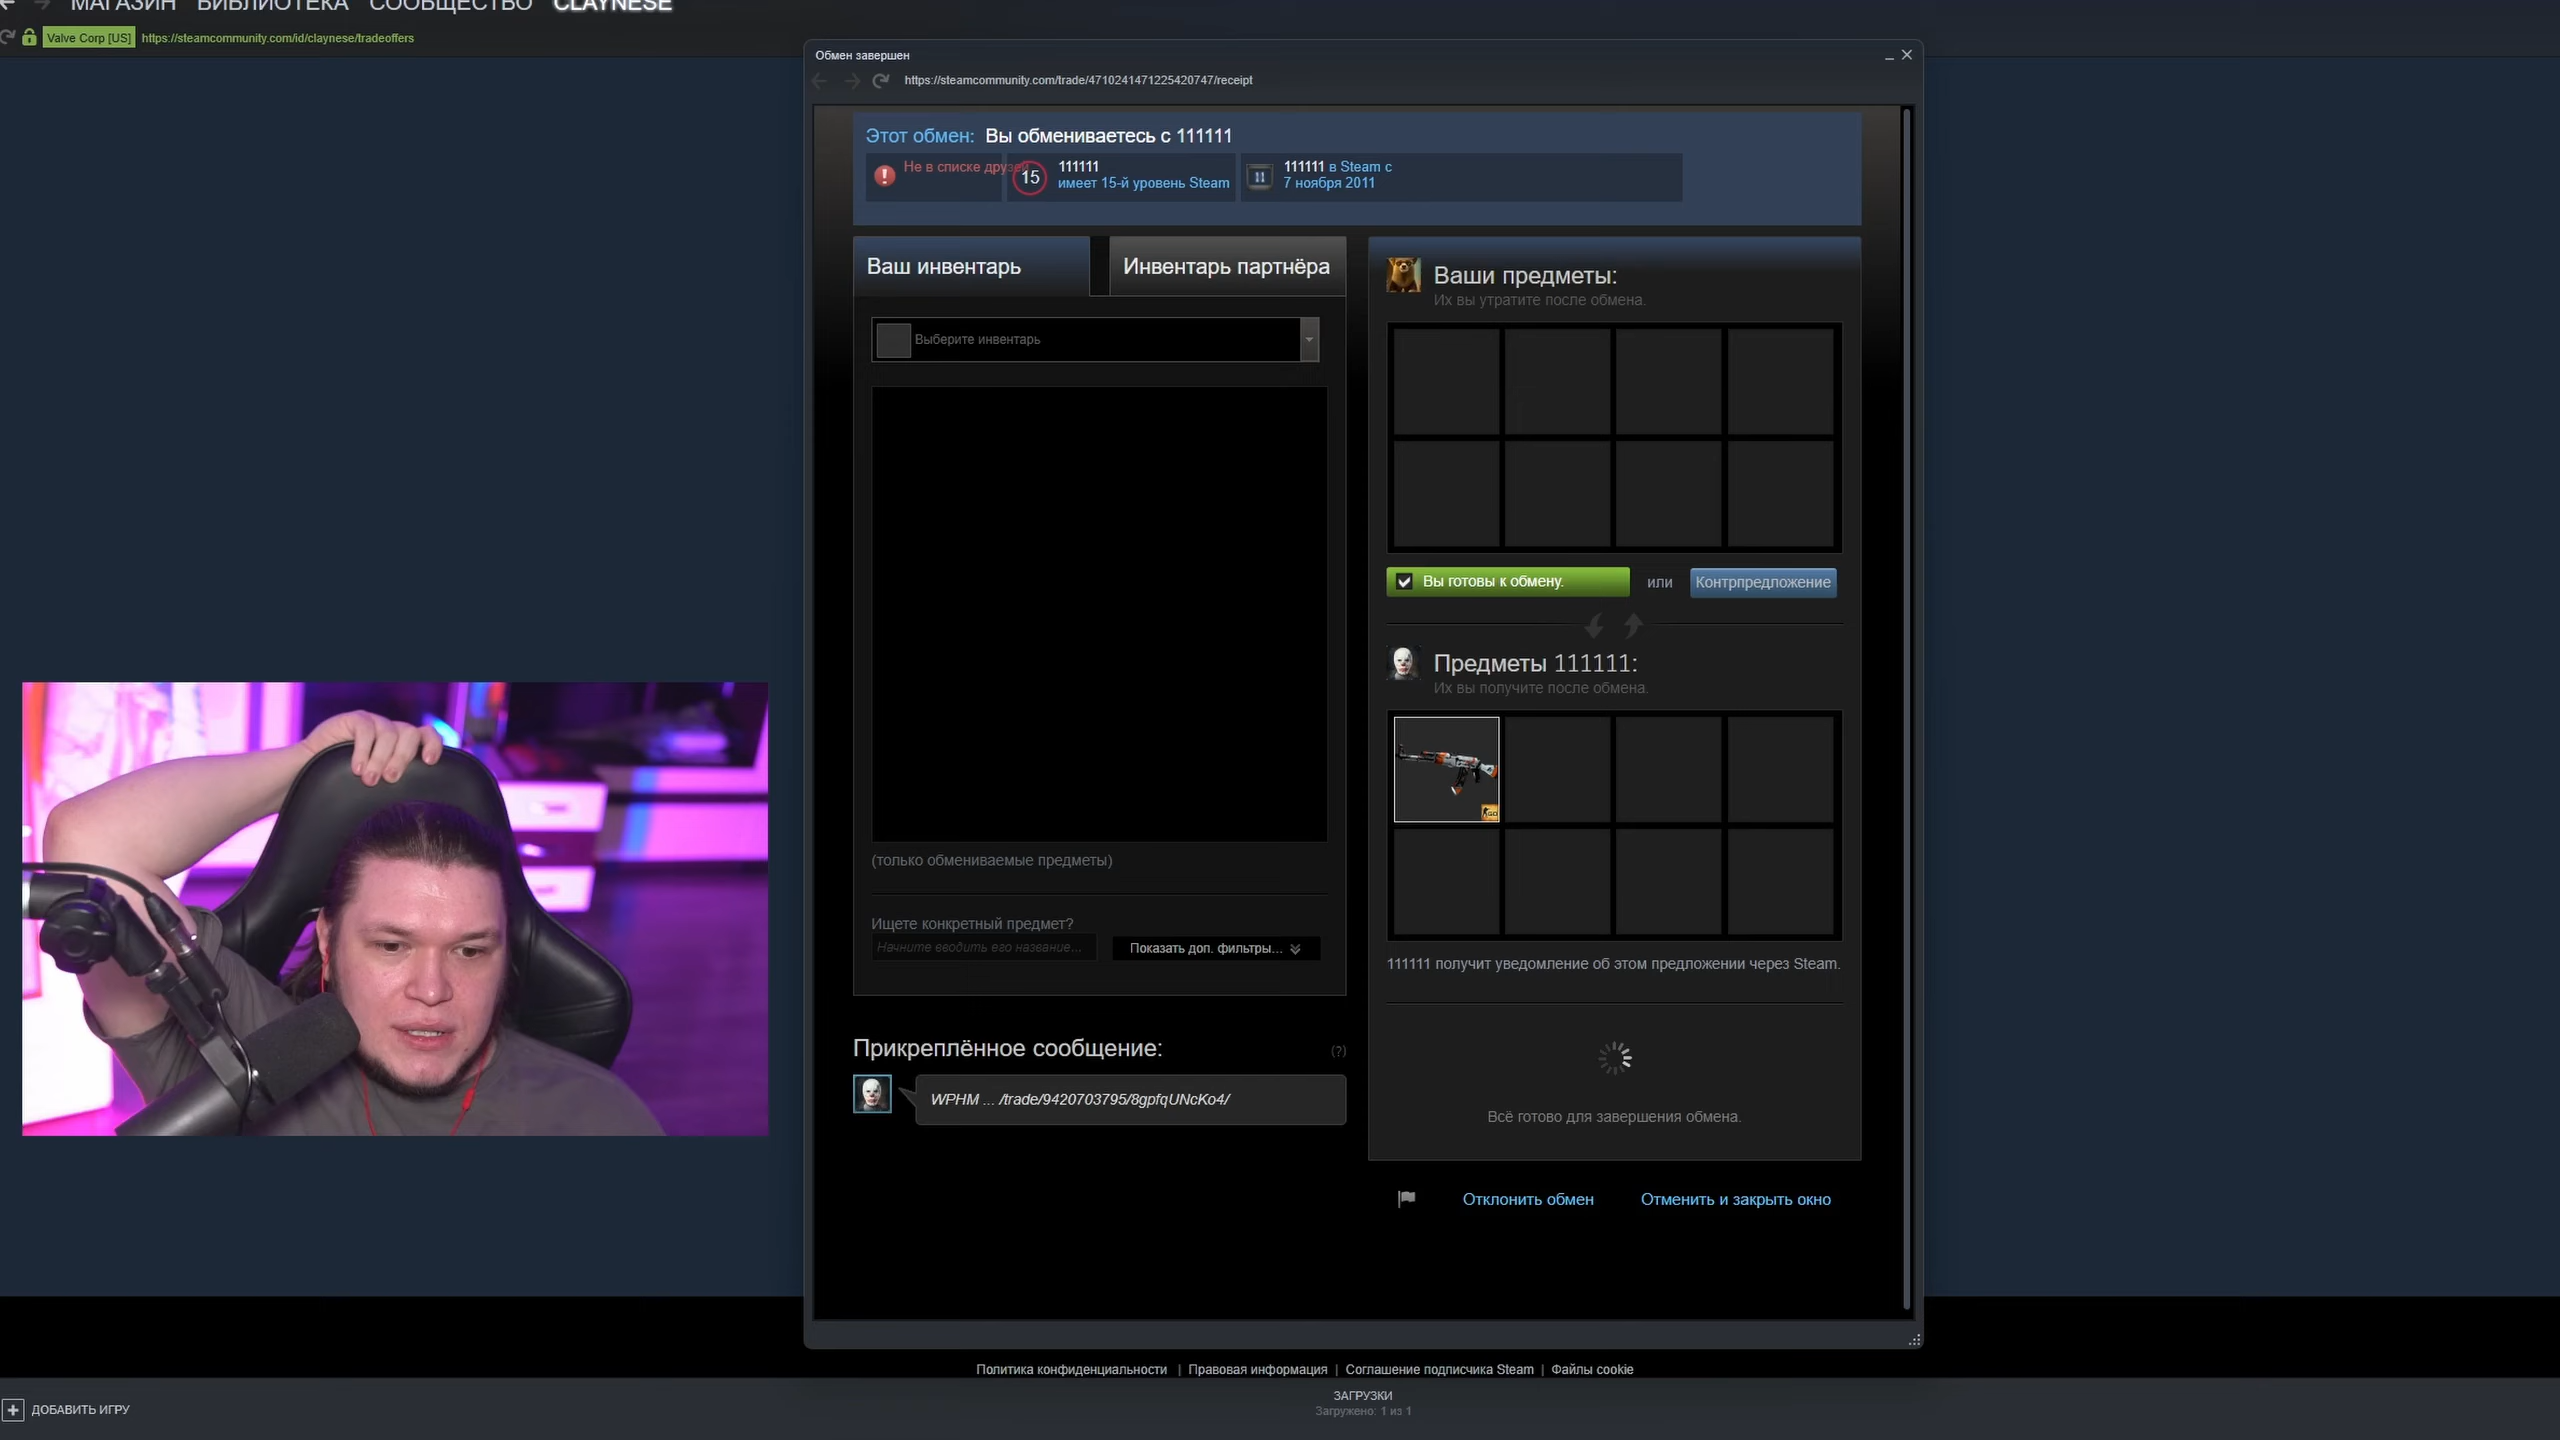 МАГАЗИН БИБЛИОТЕКА СООБЩЕСТВО CLAYNESE
Valve Corp [US] https://steamcommunity.com/id/claynese/tradeoffers
Обмен завершен
https://steamcommunity.com/trade/4710241471225420747/receipt
Этот обмен: Вы обмениваетесь с 111111
Не в списке друзей
15
111111
имеет 15-й уровень Steam
11
111111 в Steam с
7 ноября 2011
Ваш инвентарь
Инвентарь партнёра
Выберите инвентарь
(только обмениваемые предметы)
Ищете конкретный предмет?
Начните вводить его название...
Показать доп. фильтры...
Прикреплённое сообщение:
(?)
WPHM ... /trade/9420703795/8gpfqUNcKo4/
Ваши предметы:
Их вы утратите после обмена.
Вы готовы к обмену.
или
Контрпредложение
Предметы 111111:
Их вы получите после обмена.
GO
111111 получит уведомление об этом предложении через Steam.
Всё готово для завершения обмена.
Отклонить обмен
Отменить и закрыть окно
Политика конфиденциальности | Правовая информация | Соглашение подписчика Steam | Файлы cookie
ДОБАВИТЬ ИГРУ
ЗАГРУЗКИ
Загружено: 1 из 1